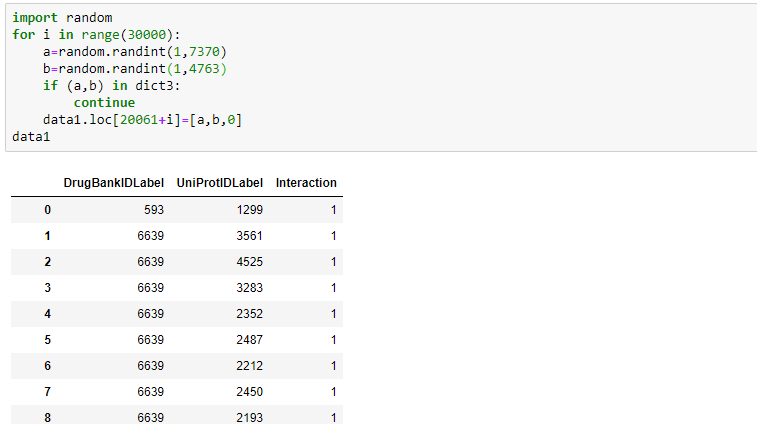 import random
for i in range(30000):
    a=random.randint(1,7370)
    b=random.randint(1,4763)
    if (a,b) in dict3:
        continue
    data1.loc[20061+i]=[a,b,0]
data1
DrugBankIDLabel UniProtIDLabel Interaction
0 593 1299 1
1 6639 3561 1
2 6639 4525 1
3 6639 3283 1
4 6639 2352 1
5 6639 2487 1
6 6639 2212 1
7 6639 2450 1
8 6639 2193 1